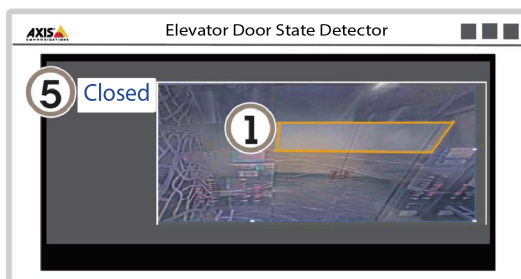 AXIS
COMMUNICATIONS
Elevator Door State Detector
5 Closed
1